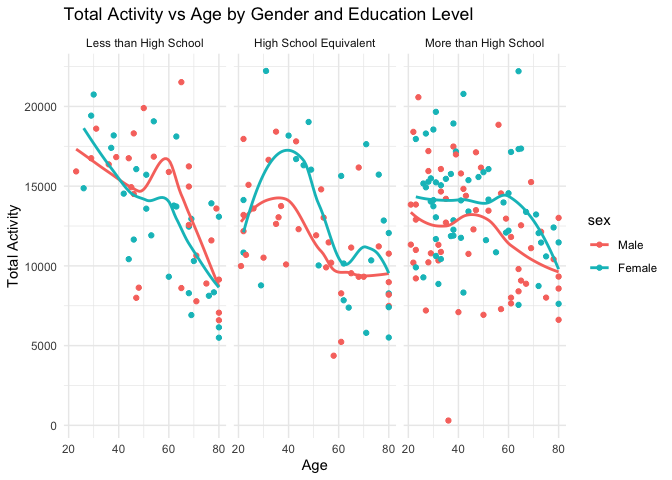 Total Activity vs Age by Gender and Education Level
Less than High School
High School Equivalent
More than High School
20000
15000
10000
5000
0
Total Activity
20 40 60 80
20 40 60 80
20 40 60 80
Age
sex
Male
Female